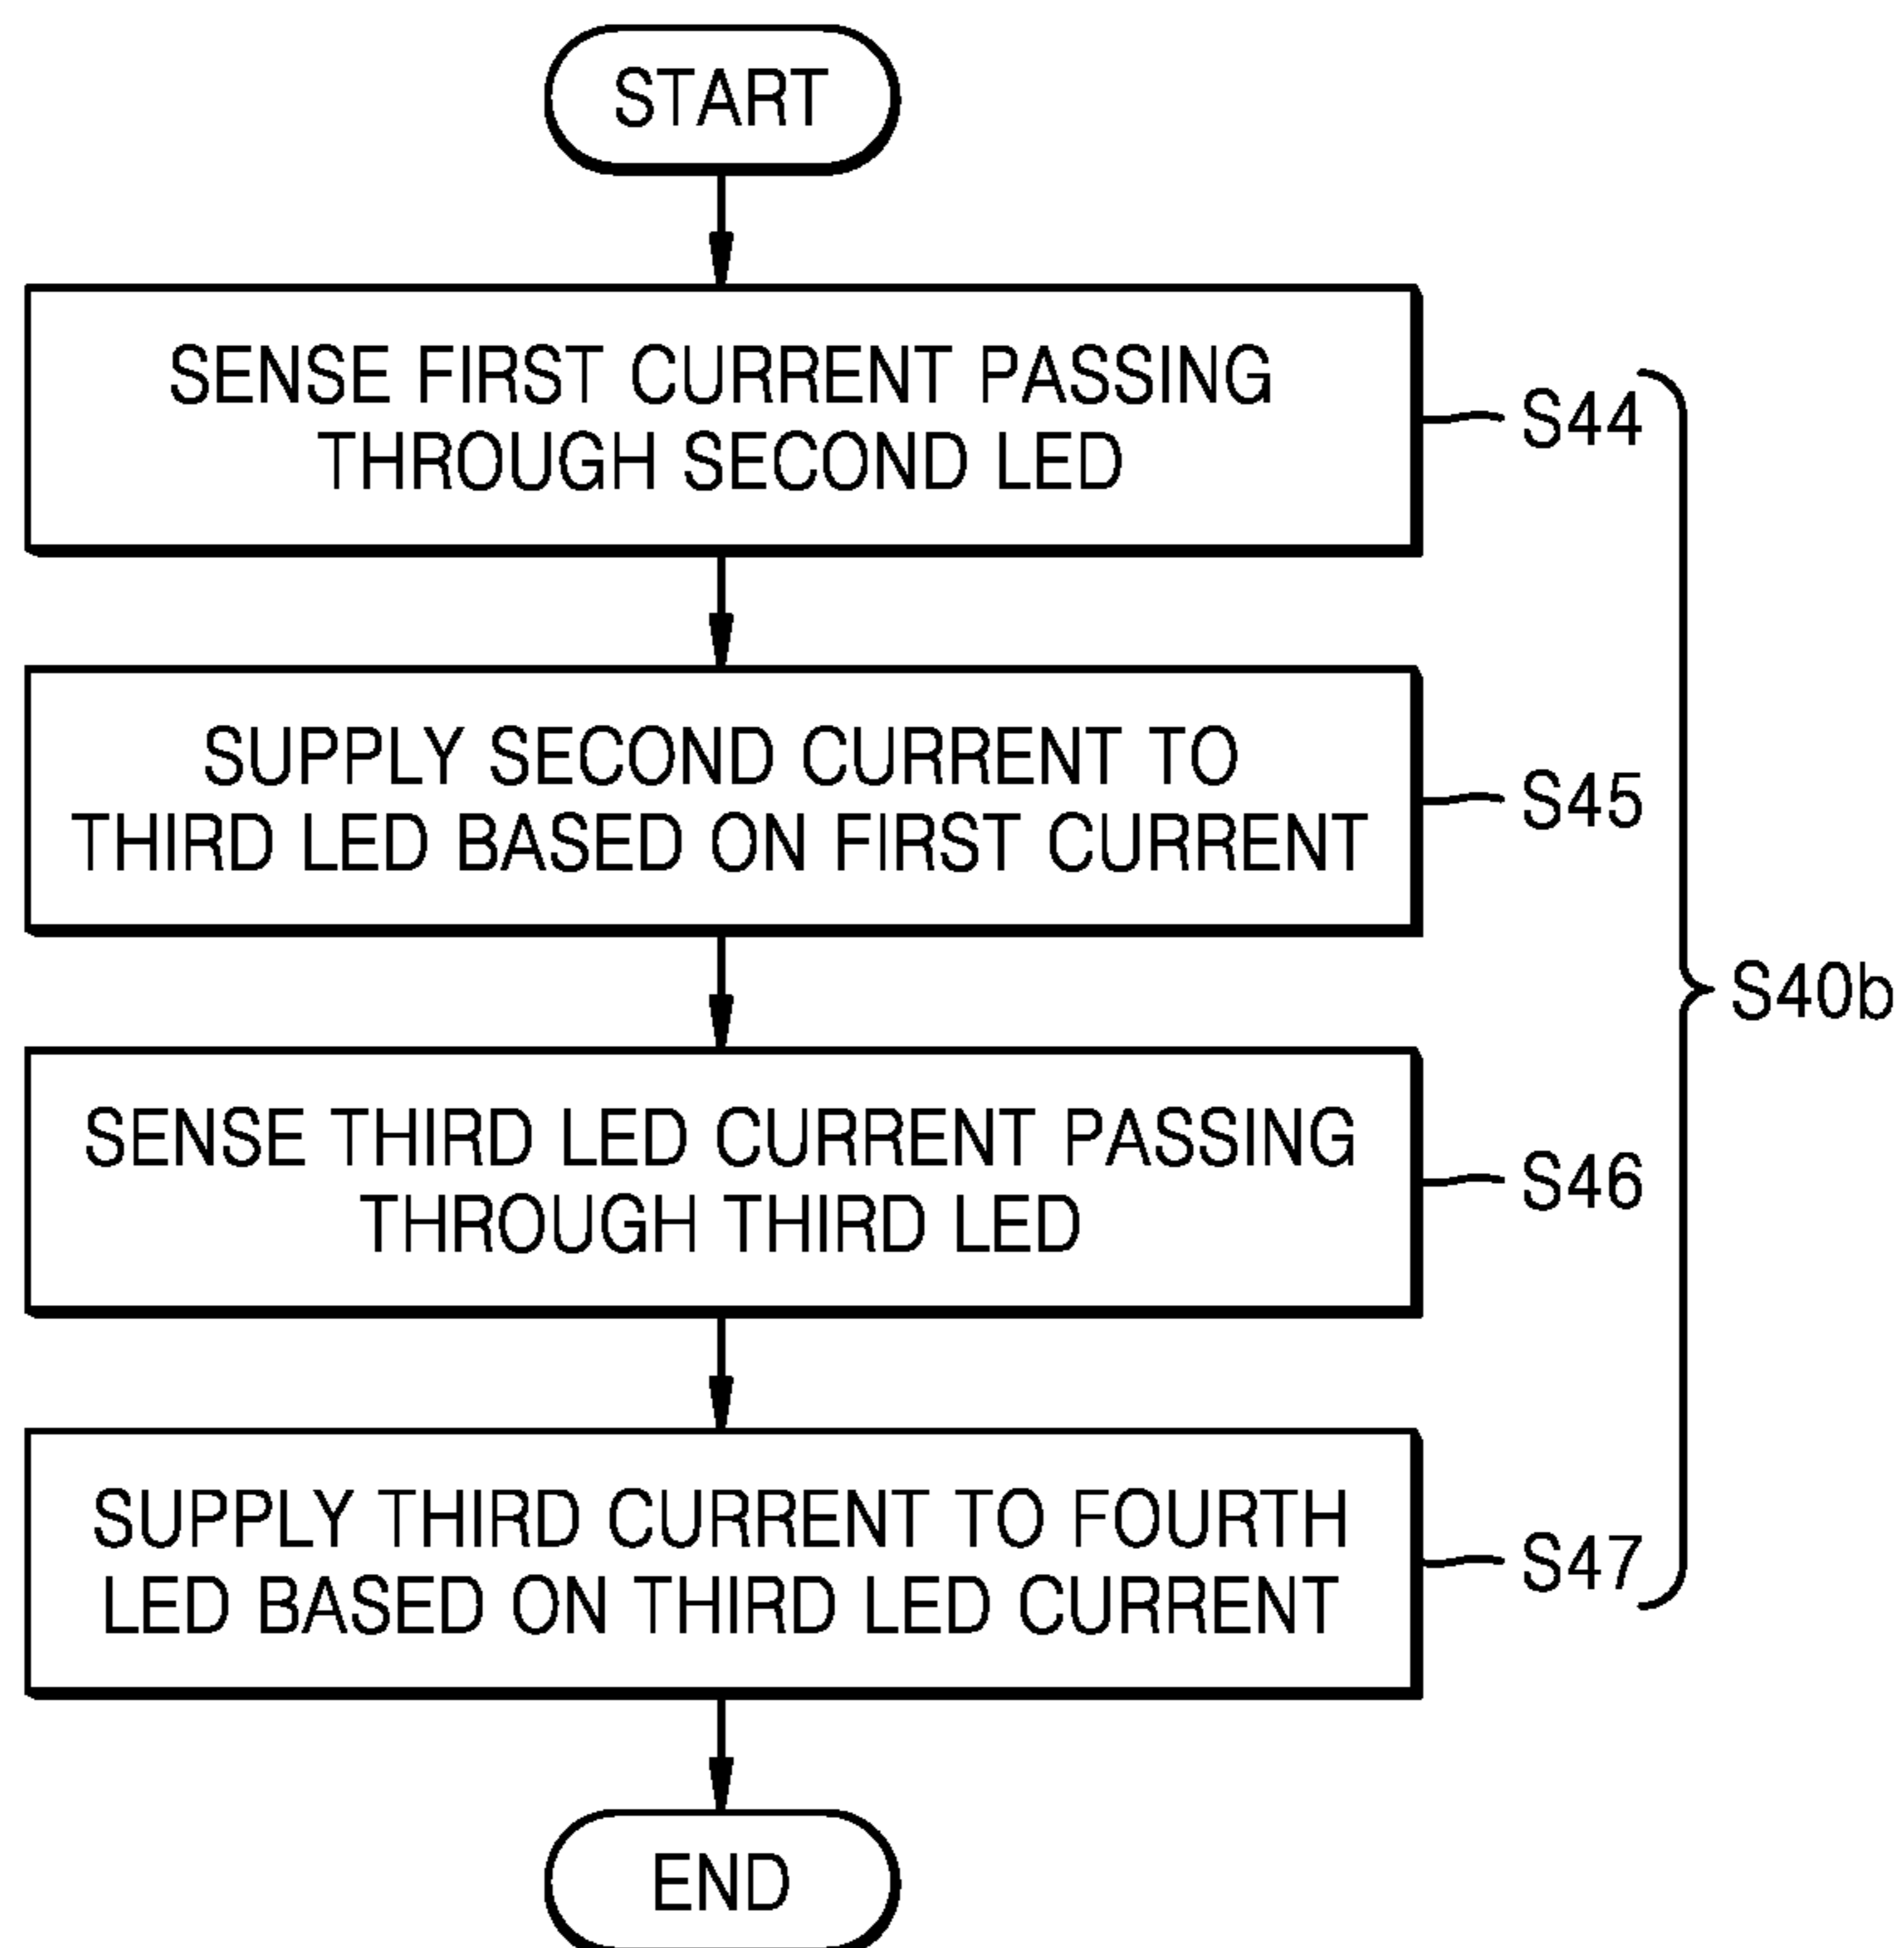 START
SENSE FIRST CURRENT PASSING
THROUGH SECOND LED
S44
SUPPLY SECOND CURRENT TO
THIRD LED BASED ON FIRST CURRENT
S45
S40b
SENSE THIRD LED CURRENT PASSING
THROUGH THIRD LED
S46
SUPPLY THIRD CURRENT TO FOURTH
LED BASED ON THIRD LED CURRENT
S47
END